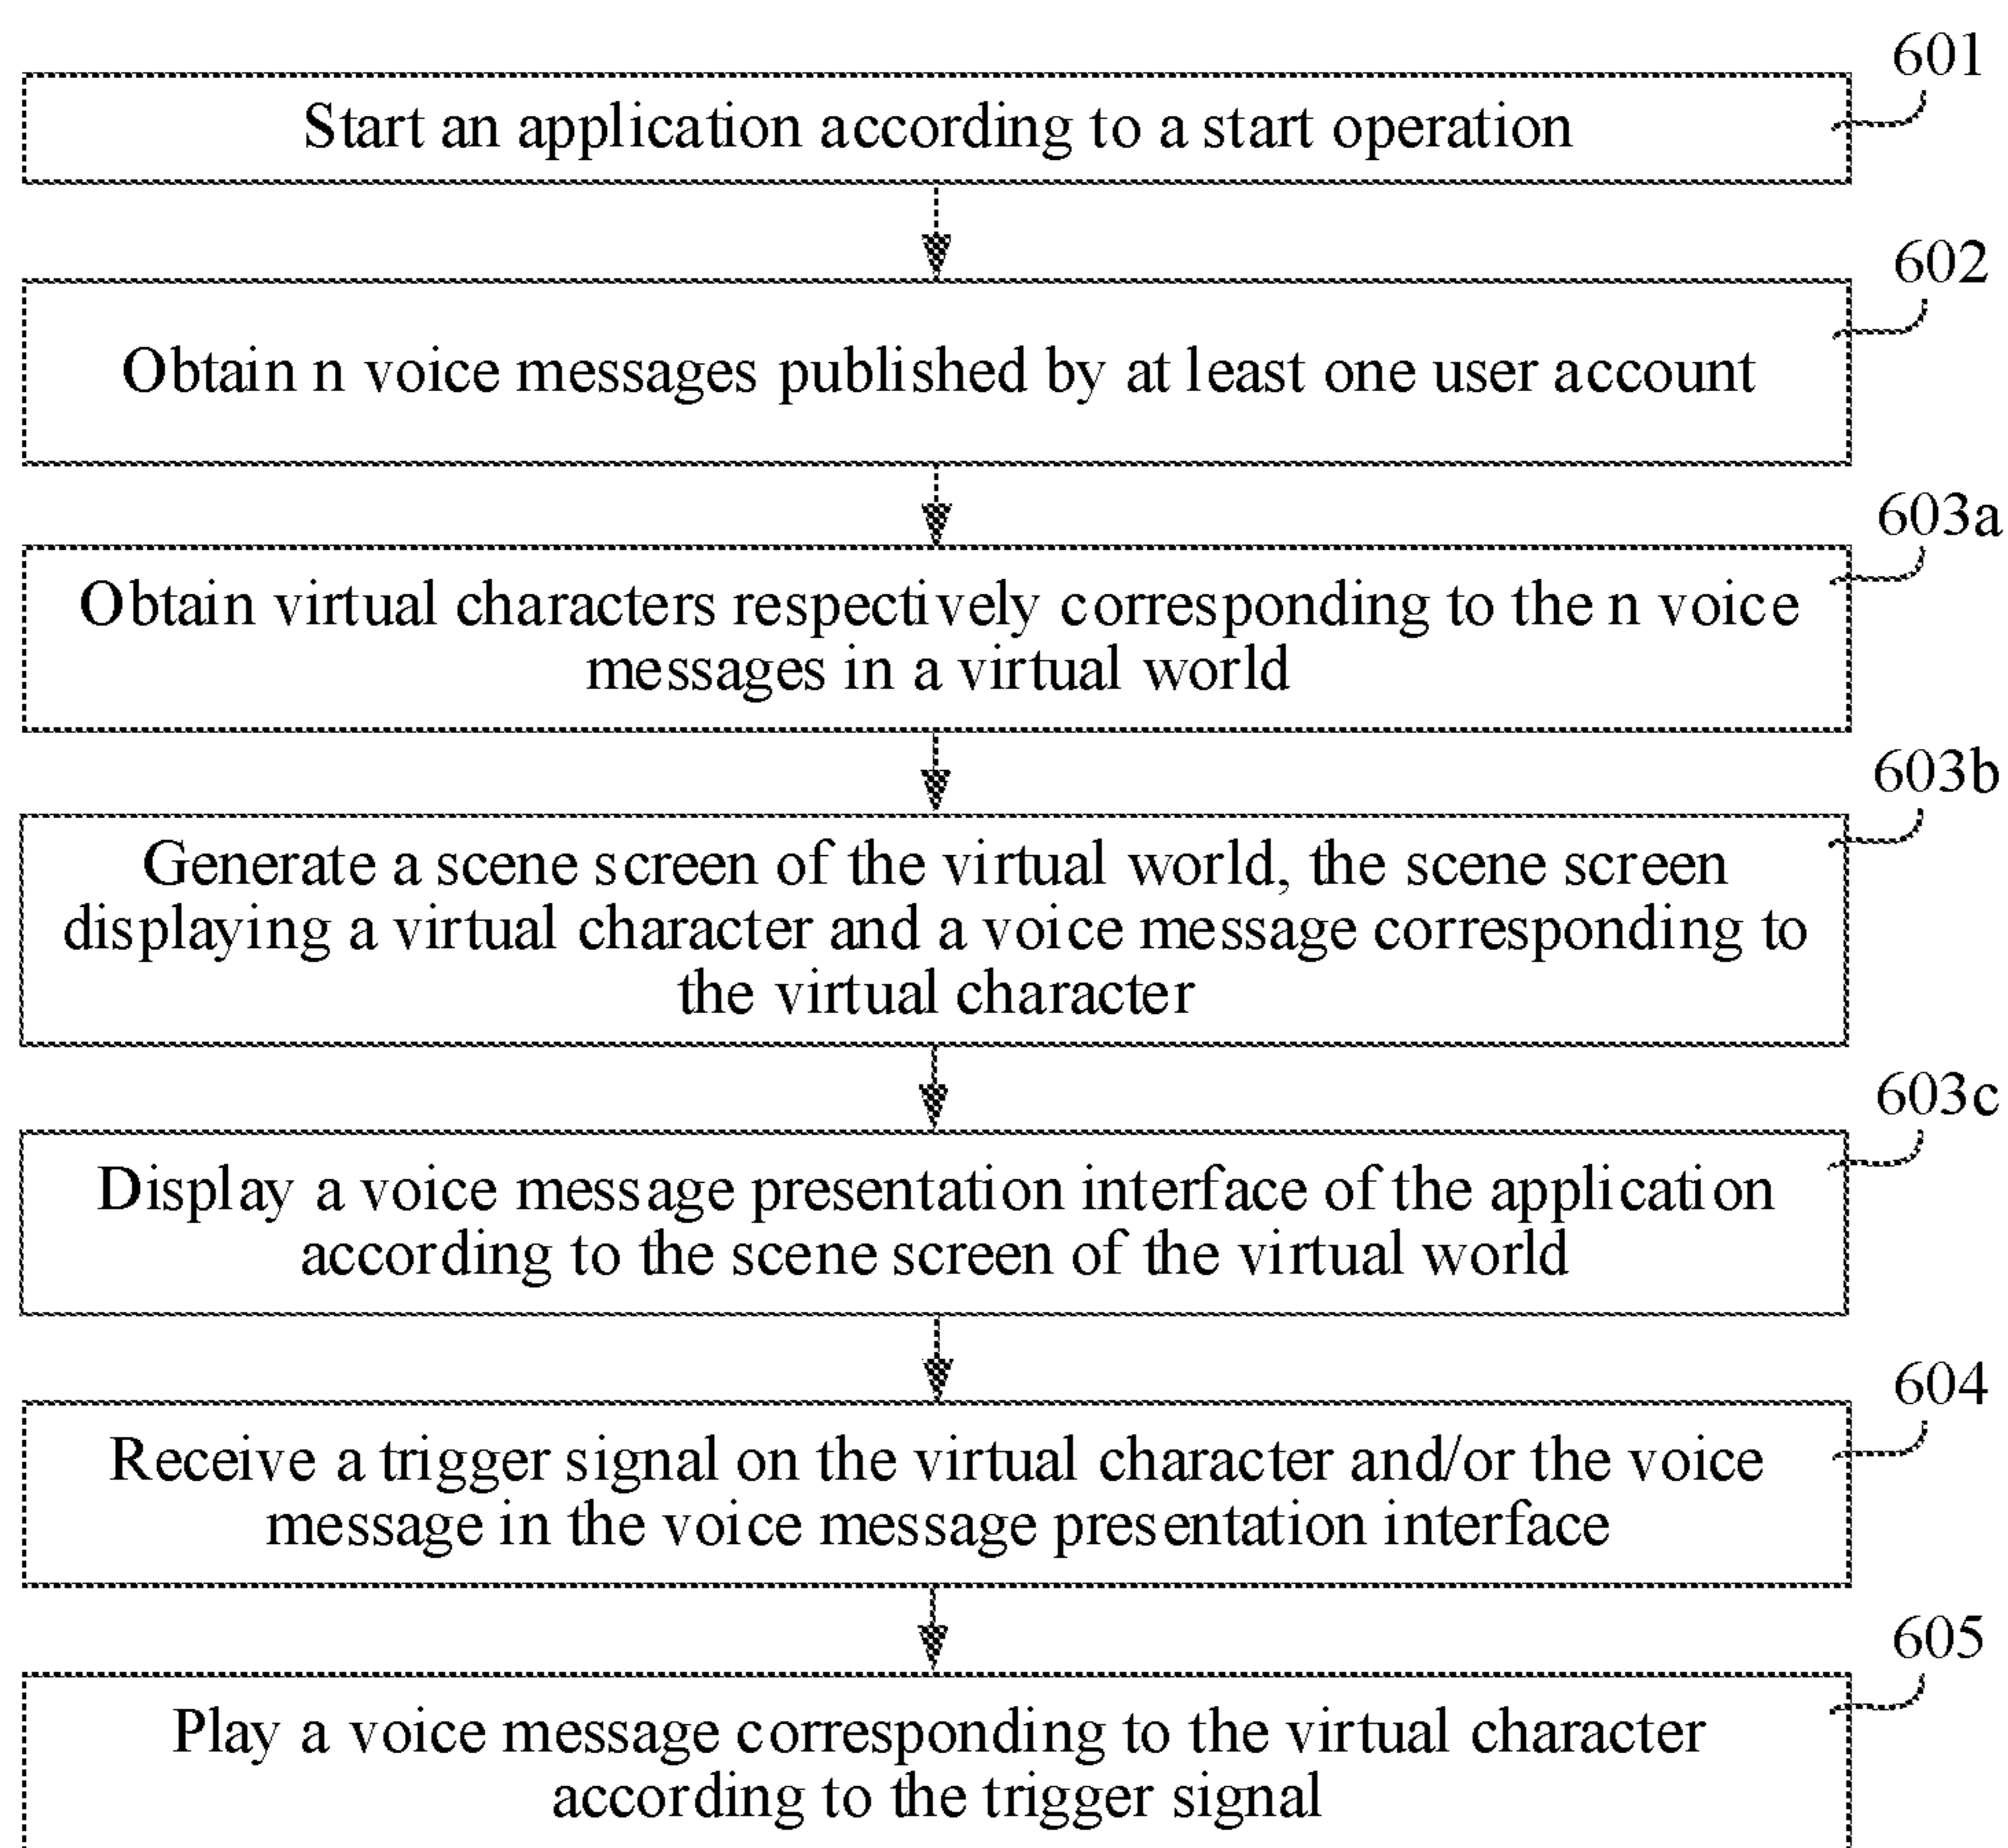 601
Start an application according to a start operation
602
Obtain n voice messages published by at least one user account
603a
Obtain virtual characters respectively corresponding to the n voice
messages in a virtual world
603b
Generate a scene screen of the virtual world, the scene screen
displaying a virtual character and a voice message corresponding to
the virtual character
603c
Display a voice message presentation interface of the application
according to the scene screen of the virtual world
604
Receive a trigger signal on the virtual character and/or the voice
message in the voice message presentation interface
605
Play a voice message corresponding to the virtual character
according to the trigger signal